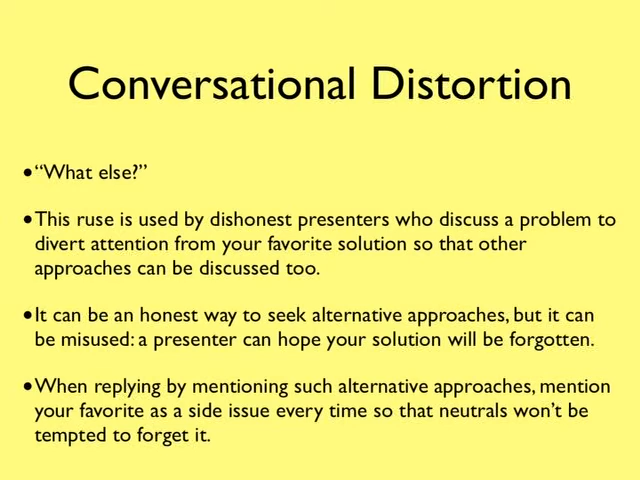 Conversational Distortion
•“What else?”
•This ruse is used by dishonest presenters who discuss a problem to
divert attention from your favorite solution so that other
approaches can be discussed too.
•It can be an honest way to seek alternative approaches, but it can
be misused: a presenter can hope your solution will be forgotten.
•When replying by mentioning such alternative approaches, mention
your favorite as a side issue every time so that neutrals won’t be
tempted to forget it.